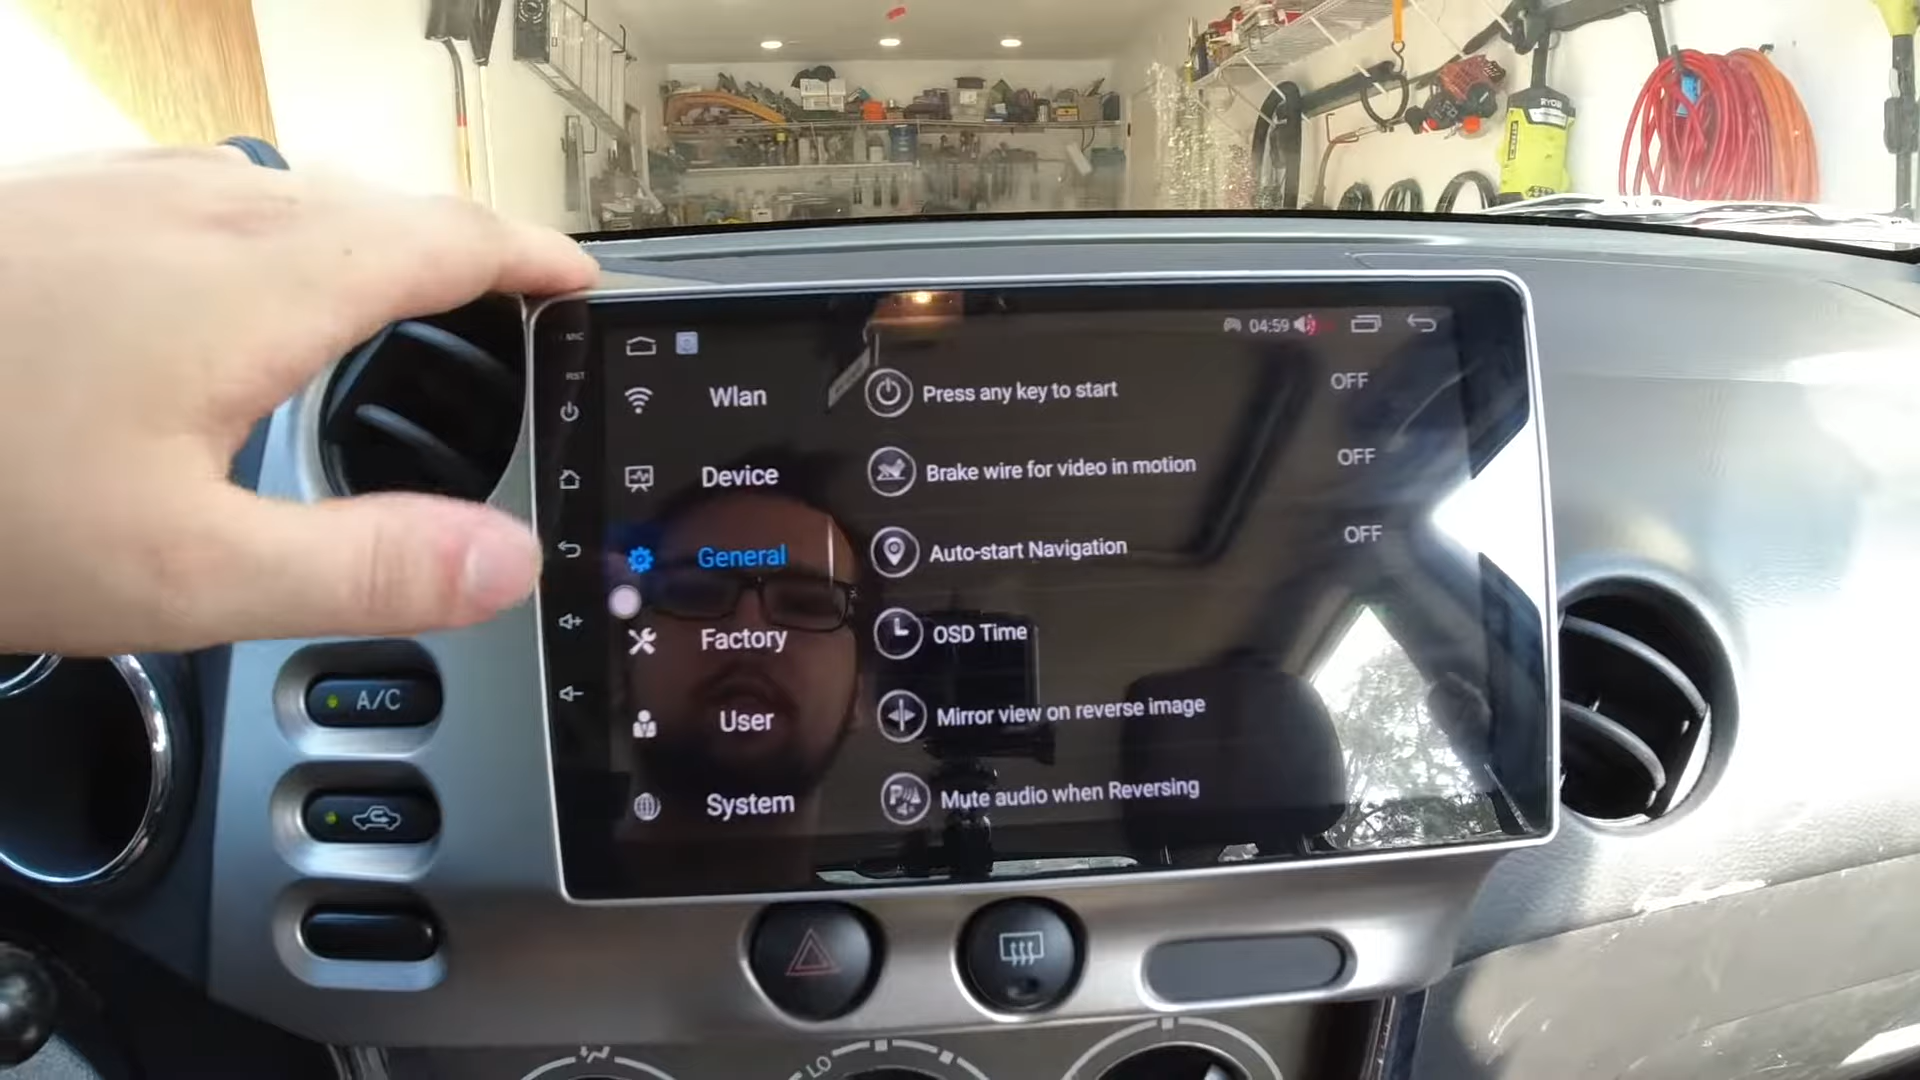 RYOBI
MIC
04:59
RST
Wlan
Press any key to start
OFF
Device
Brake wire for video in motion
OFF
General
Auto-start Navigation
OFF
Factory
OSD Time
User
Mirror view on reverse image
System
Mute audio when Reversing
A/C
LO